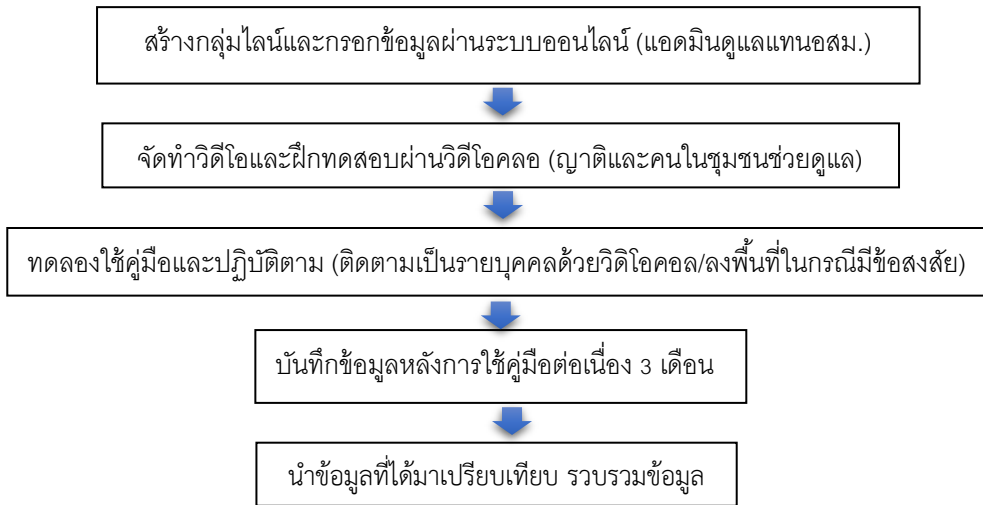 สร้างกลุ่มไลน์และกรอกข้อมูลผ่านระบบออนไลน์ (แอดมินดูแลแทนอสม.)
จัดทำวิดีโอและฝึกทดสอบผ่านวิดีโอคลอ (ญาติและคนในชุมชนช่วยดูแล)
ทดลองใช้คู่มือและปฏิบัติตาม (ติดตามเป็นรายบุคคลด้วยวิดิโอคอล/ลงพื้นที่ในกรณีมีข้อสงสัย)
บันทึกข้อมูลหลังการใช้คู่มือต่อเนื่อง 3 เดือน
นำข้อมูลที่ได้มาเปรียบเทียบ รวบรวมข้อมูล